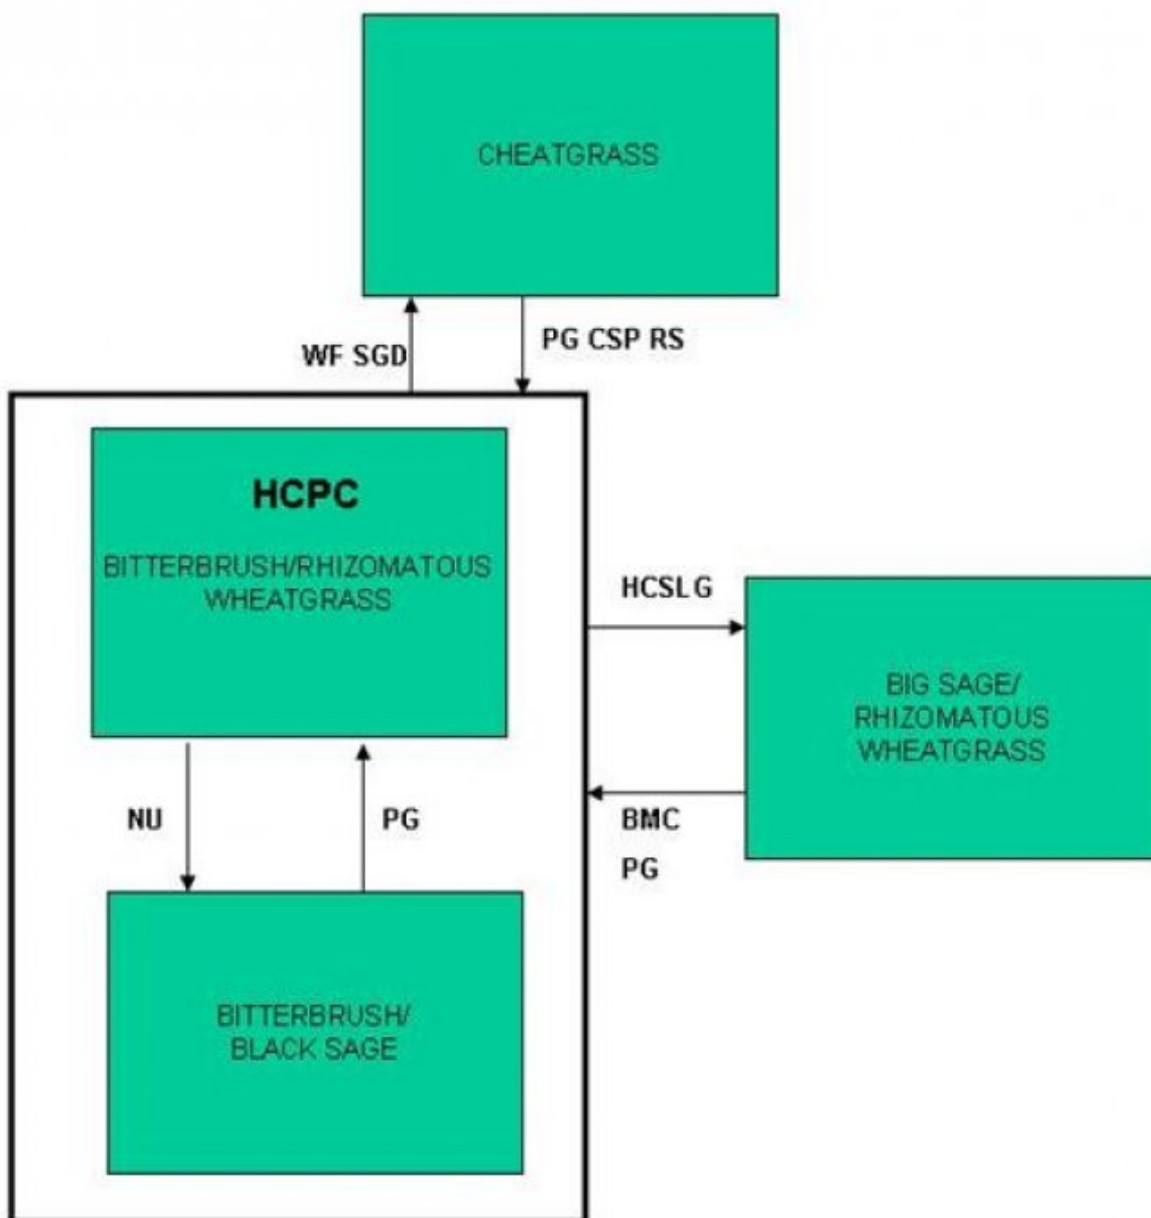 CHEATGRASS
WF SGD
PG CSP RS
HCPC
BITTERBRUSH/RHIZOMATOUS
WHEATGRASS
HCSLG
BIG SAGE/
RHIZOMATOUS
WHEATGRASS
NU
PG
BMC
PG
BITTERBRUSH/
BLACK SAGE